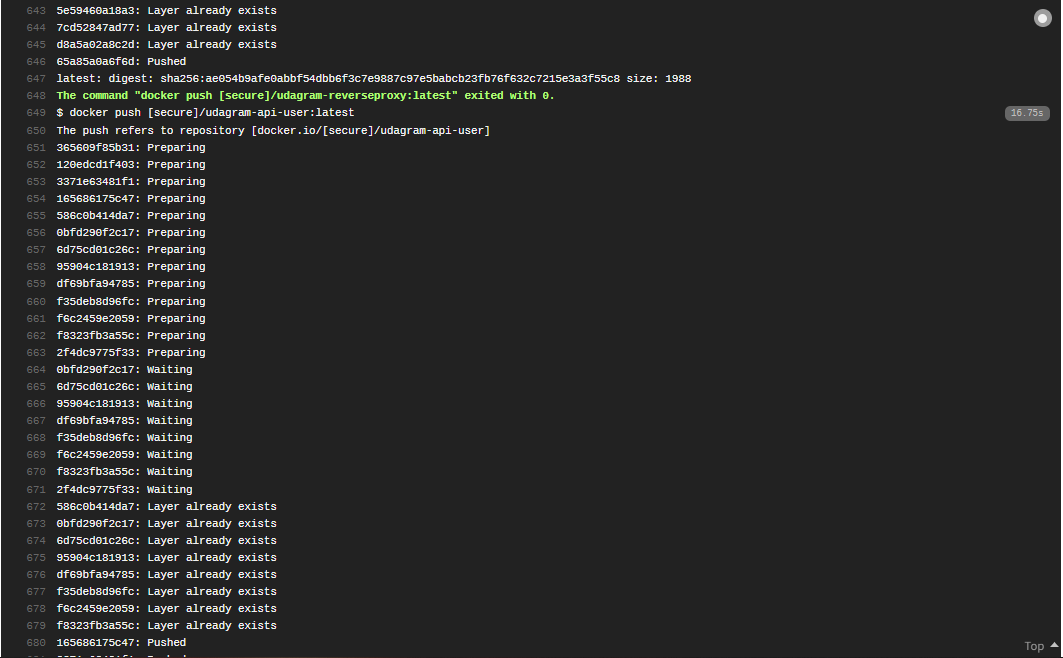 643 5e59460a18a3: Layer already exists
644 7cd52847ad77: Layer already exists
645 d8a5a02a8c2d: Layer already exists
646 65a85a0a6f6d: Pushed
647 latest: digest: sha256:ae054b9afe0abbf54dbb6f3c7e9887c97e5babcb23fb76f632c7215e3a3f55c8 size: 1988
648 The command "docker push [secure]/udagram-reverseproxy:latest" exited with 0.
649 $ docker push [secure]/udagram-api-user:latest 16.75s
650 The push refers to repository [docker.io/[secure]/udagram-api-user]
651 365609f85b31: Preparing
652 120edcd1f403: Preparing
653 3371e63481f1: Preparing
654 165686175c47: Preparing
655 586c0b414da7: Preparing
656 0bfd290f2c17: Preparing
657 6d75cd01c26c: Preparing
658 95904c181913: Preparing
659 df69bfa94785: Preparing
660 f35deb8d96fc: Preparing
661 f6c2459e2059: Preparing
662 f8323fb3a55c: Preparing
663 2f4dc9775f33: Preparing
664 0bfd290f2c17: Waiting
665 6d75cd01c26c: Waiting
666 95904c181913: Waiting
667 df69bfa94785: Waiting
668 f35deb8d96fc: Waiting
669 f6c2459e2059: Waiting
670 f8323fb3a55c: Waiting
671 2f4dc9775f33: Waiting
672 586c0b414da7: Layer already exists
673 0bfd290f2c17: Layer already exists
674 6d75cd01c26c: Layer already exists
675 95904c181913: Layer already exists
676 df69bfa94785: Layer already exists
677 f35deb8d96fc: Layer already exists
678 f6c2459e2059: Layer already exists
679 f8323fb3a55c: Layer already exists
680 165686175c47: Pushed
Top